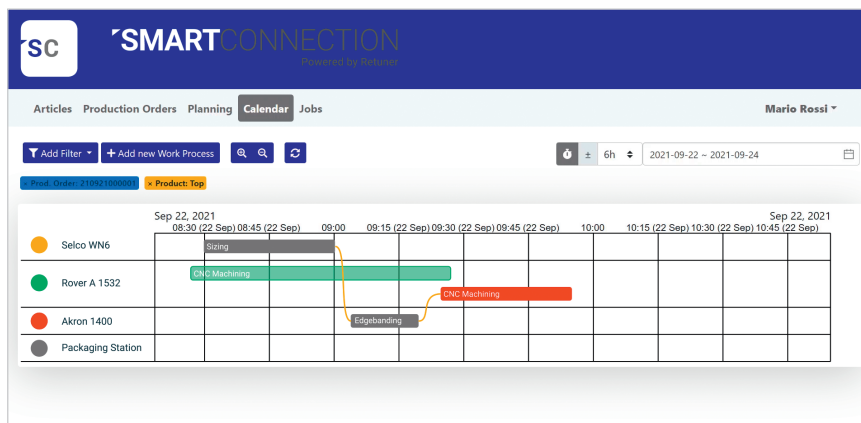 SC
SMARTCONNECTION
Powered by Retuner
Articles Production Orders Planning Calendar Jobs Mario Rossi
Add Filter + Add new Work Process ± 6h 2021-09-22 ~ 2021-09-24
× Prod. Order: 210921000001 × Product: Top
Sep 22, 2021 Sep 22, 2021
08:30 (22 Sep) 08:45 (22 Sep) 09:00 09:15 (22 Sep) 09:30 (22 Sep) 09:45 (22 Sep) 10:00 10:15 (22 Sep) 10:30 (22 Sep) 10:45 (22 Sep)
Selco WN6 Sizing
Rover A 1532 CNC Machining
CNC Machining
Akron 1400 Edgebanding
Packaging Station